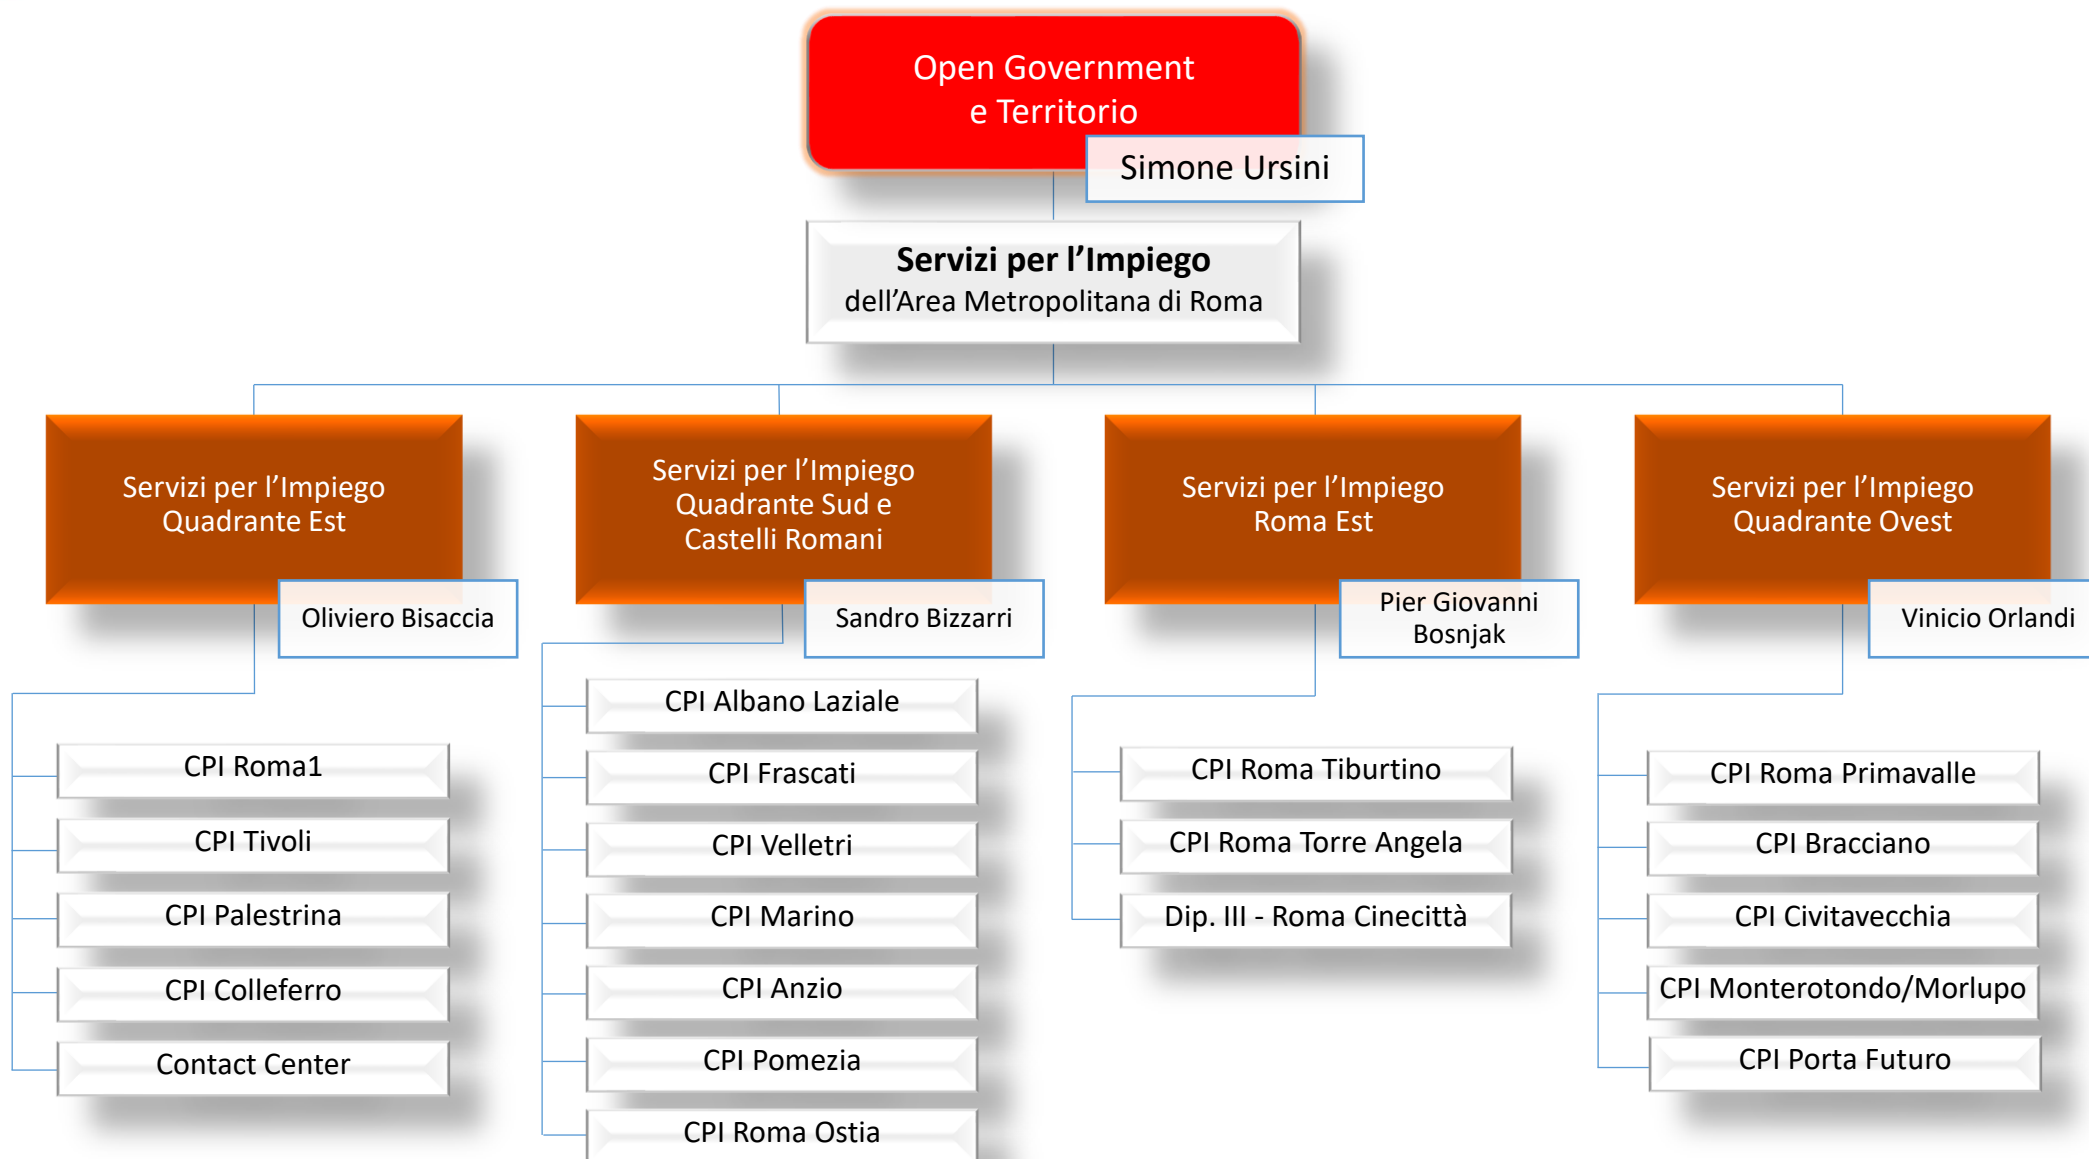 Open Government
e Territorio
Simone Ursini
Servizi per l’Impiego
dell’Area Metropolitana di Roma
Servizi per l’Impiego
Quadrante Est
Oliviero Bisaccia
CPI Roma1
CPI Tivoli
CPI Palestrina
CPI Colleferro
Contact Center
Servizi per l’Impiego
Quadrante Sud e
Castelli Romani
Sandro Bizzarri
CPI Albano Laziale
CPI Frascati
CPI Velletri
CPI Marino
CPI Anzio
CPI Pomezia
CPI Roma Ostia
Servizi per l’Impiego
Roma Est
Pier Giovanni
Bosnjak
CPI Roma Tiburtino
CPI Roma Torre Angela
Dip. III - Roma Cinecittà
Servizi per l’Impiego
Quadrante Ovest
Vinicio Orlandi
CPI Roma Primavalle
CPI Bracciano
CPI Civitavecchia
CPI Monterotondo/Morlupo
CPI Porta Futuro